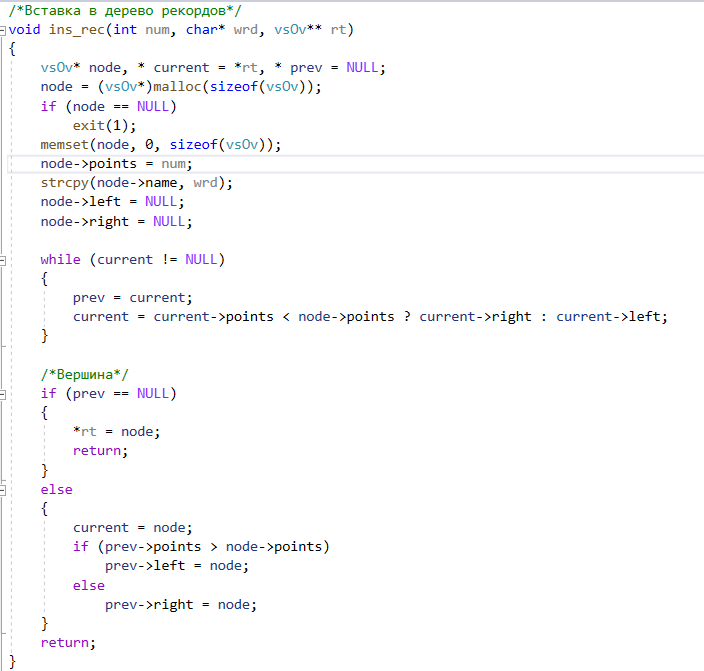 /*Вставка в дерево рекордов*/
void ins_rec(int num, char* wrd, vsOv** rt)
{
    vsOv* node, * current = *rt, * prev = NULL;
    node = (vsOv*)malloc(sizeof(vsOv));
    if (node == NULL)
        exit(1);
    memset(node, 0, sizeof(vsOv));
    node->points = num;
    strcpy(node->name, wrd);
    node->left = NULL;
    node->right = NULL;

    while (current != NULL)
    {
        prev = current;
        current = current->points < node->points ? current->right : current->left;
    }

    /*Вершина*/
    if (prev == NULL)
    {
        *rt = node;
        return;
    }
    else
    {
        current = node;
        if (prev->points > node->points)
            prev->left = node;
        else
            prev->right = node;
    }
    return;
}